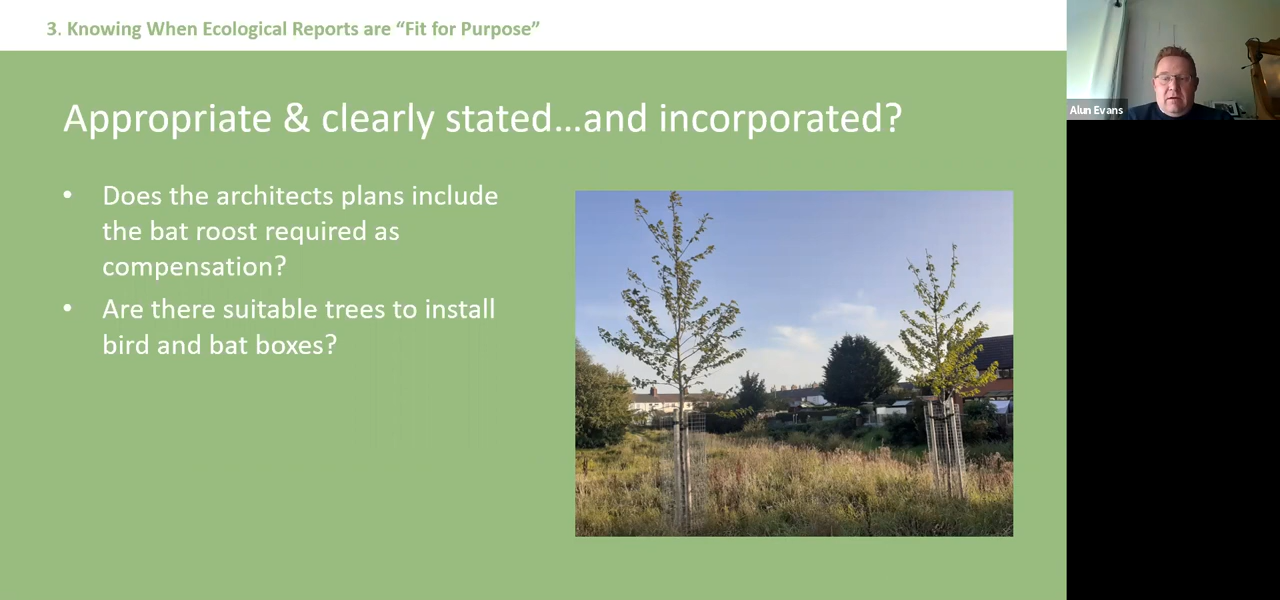 3. Knowing When Ecological Reports are “Fit for Purpose”
Appropriate & clearly stated...and incorporated?
• Does the architects plans include
the bat roost required as
compensation?
• Are there suitable trees to install
bird and bat boxes?
Alun Evans